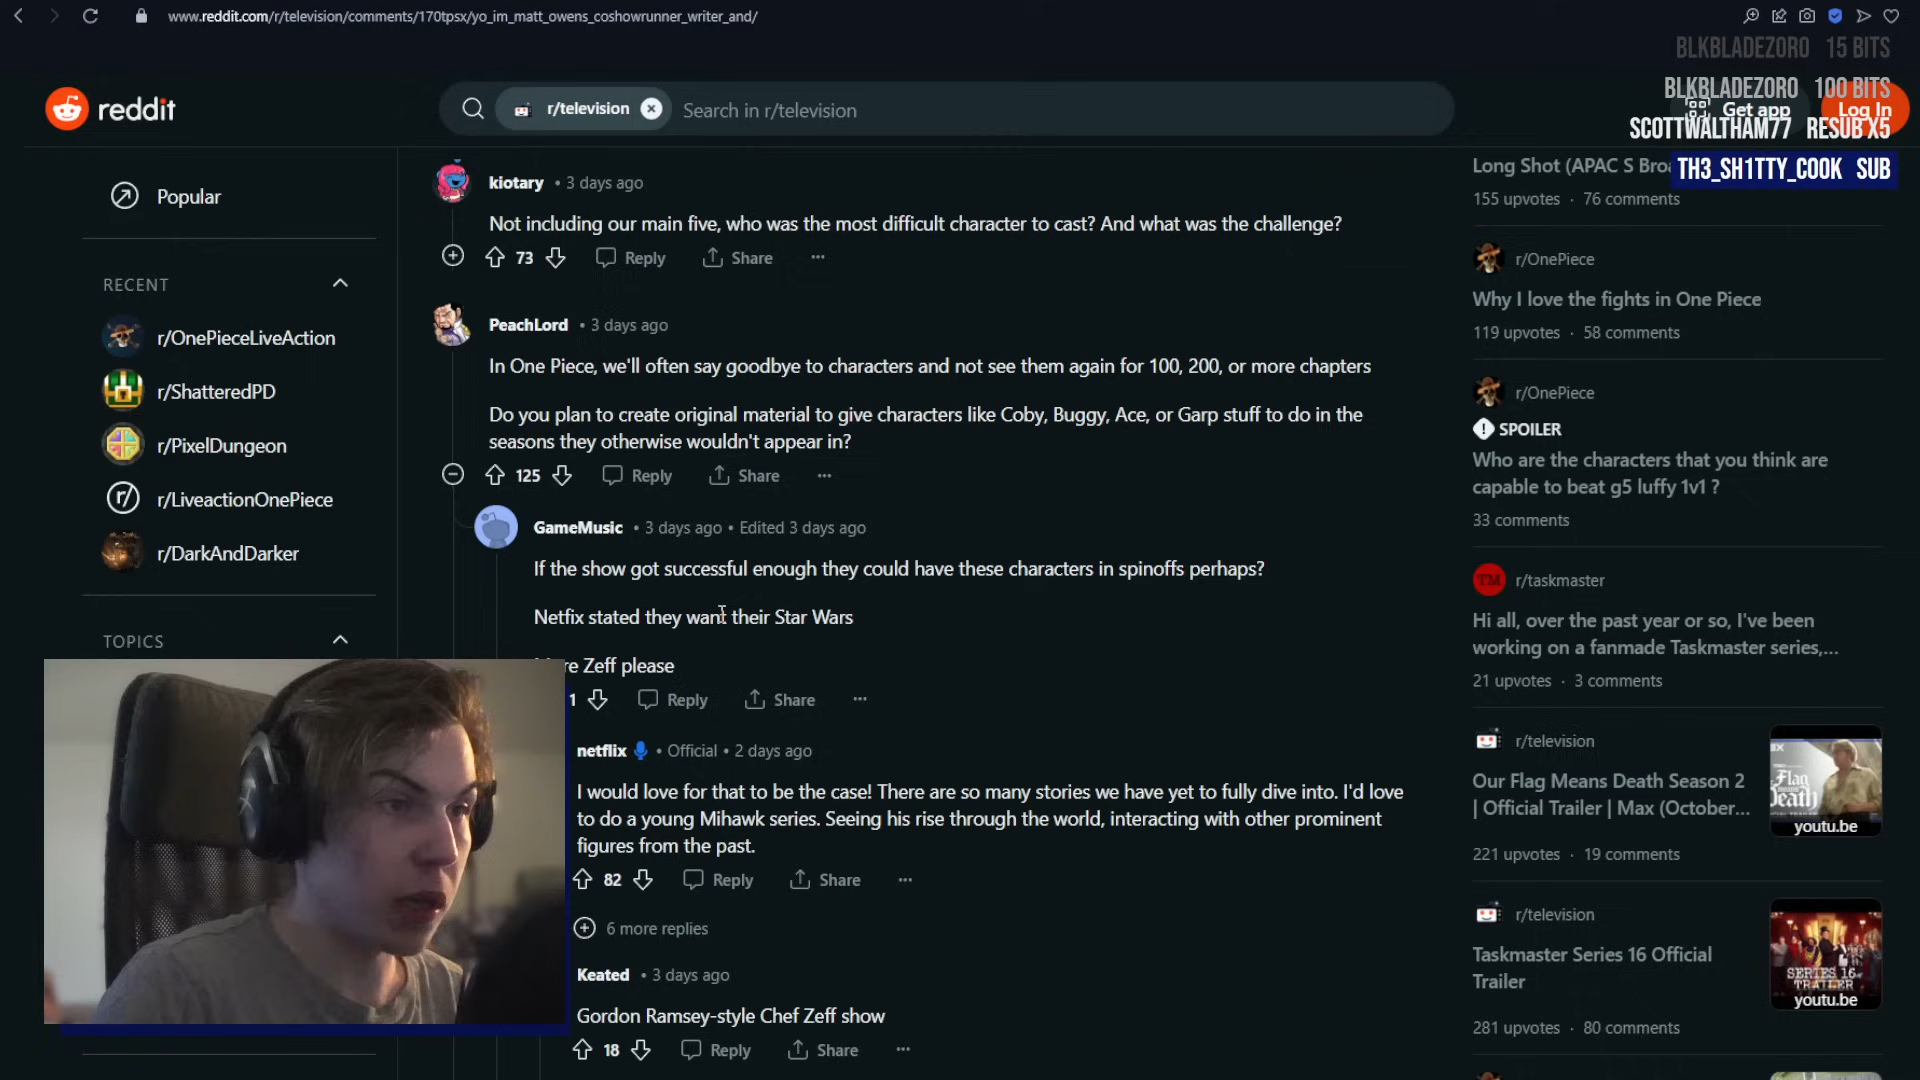 www.reddit.com/r/television/comments/170tpsx/yo_im_matt_owens_coshowrunner_writer_and/
BLKBLADEZORO 15 BITS
BLKBLADEZORO 100 BITS
reddit
r/television
Search in r/television
Get app
Log In
SCOTTWALTHAM77 RESUB X5
TH3_SH1TTY_COOK SUB
Popular
RECENT
r/OnePieceLiveAction
r/ShatteredPD
r/PixelDungeon
r/LiveactionOnePiece
r/DarkAndDarker
TOPICS
kiotary • 3 days ago
Not including our main five, who was the most difficult character to cast? And what was the challenge?
73 Reply Share ...
PeachLord • 3 days ago
In One Piece, we'll often say goodbye to characters and not see them again for 100, 200, or more chapters
Do you plan to create original material to give characters like Coby, Buggy, Ace, or Garp stuff to do in the
seasons they otherwise wouldn't appear in?
125 Reply Share ...
GameMusic • 3 days ago • Edited 3 days ago
If the show got successful enough they could have these characters in spinoffs perhaps?
Netfix stated they want their Star Wars
re Zeff please
1 Reply Share ...
netflix • Official • 2 days ago
I would love for that to be the case! There are so many stories we have yet to fully dive into. I'd love
to do a young Mihawk series. Seeing his rise through the world, interacting with other prominent
figures from the past.
82 Reply Share ...
6 more replies
Keated • 3 days ago
Gordon Ramsey-style Chef Zeff show
18 Reply Share ...
Long Shot (APAC S Bro
155 upvotes · 76 comments
r/OnePiece
Why I love the fights in One Piece
119 upvotes · 58 comments
r/OnePiece
SPOILER
Who are the characters that you think are
capable to beat g5 luffy 1v1 ?
33 comments
TM
r/taskmaster
Hi all, over the past year or so, I've been
working on a fanmade Taskmaster series,...
21 upvotes · 3 comments
r/television
Our Flag Means Death Season 2
| Official Trailer | Max (October...
Flag
means
Death
youtu.be
221 upvotes · 19 comments
r/television
Taskmaster Series 16 Official
Trailer
SERIES 16
TRAILER
youtu.be
281 upvotes · 80 comments